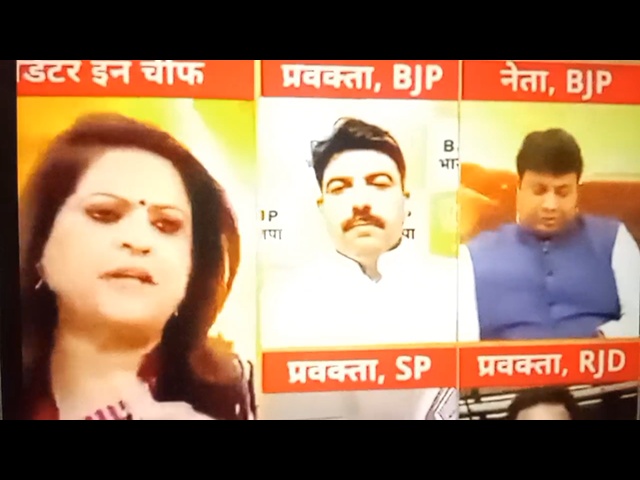 डिटर इन चीफ
प्रवक्ता, BJP
नेता, BJP
प्रवक्ता, SP
प्रवक्ता, RJD